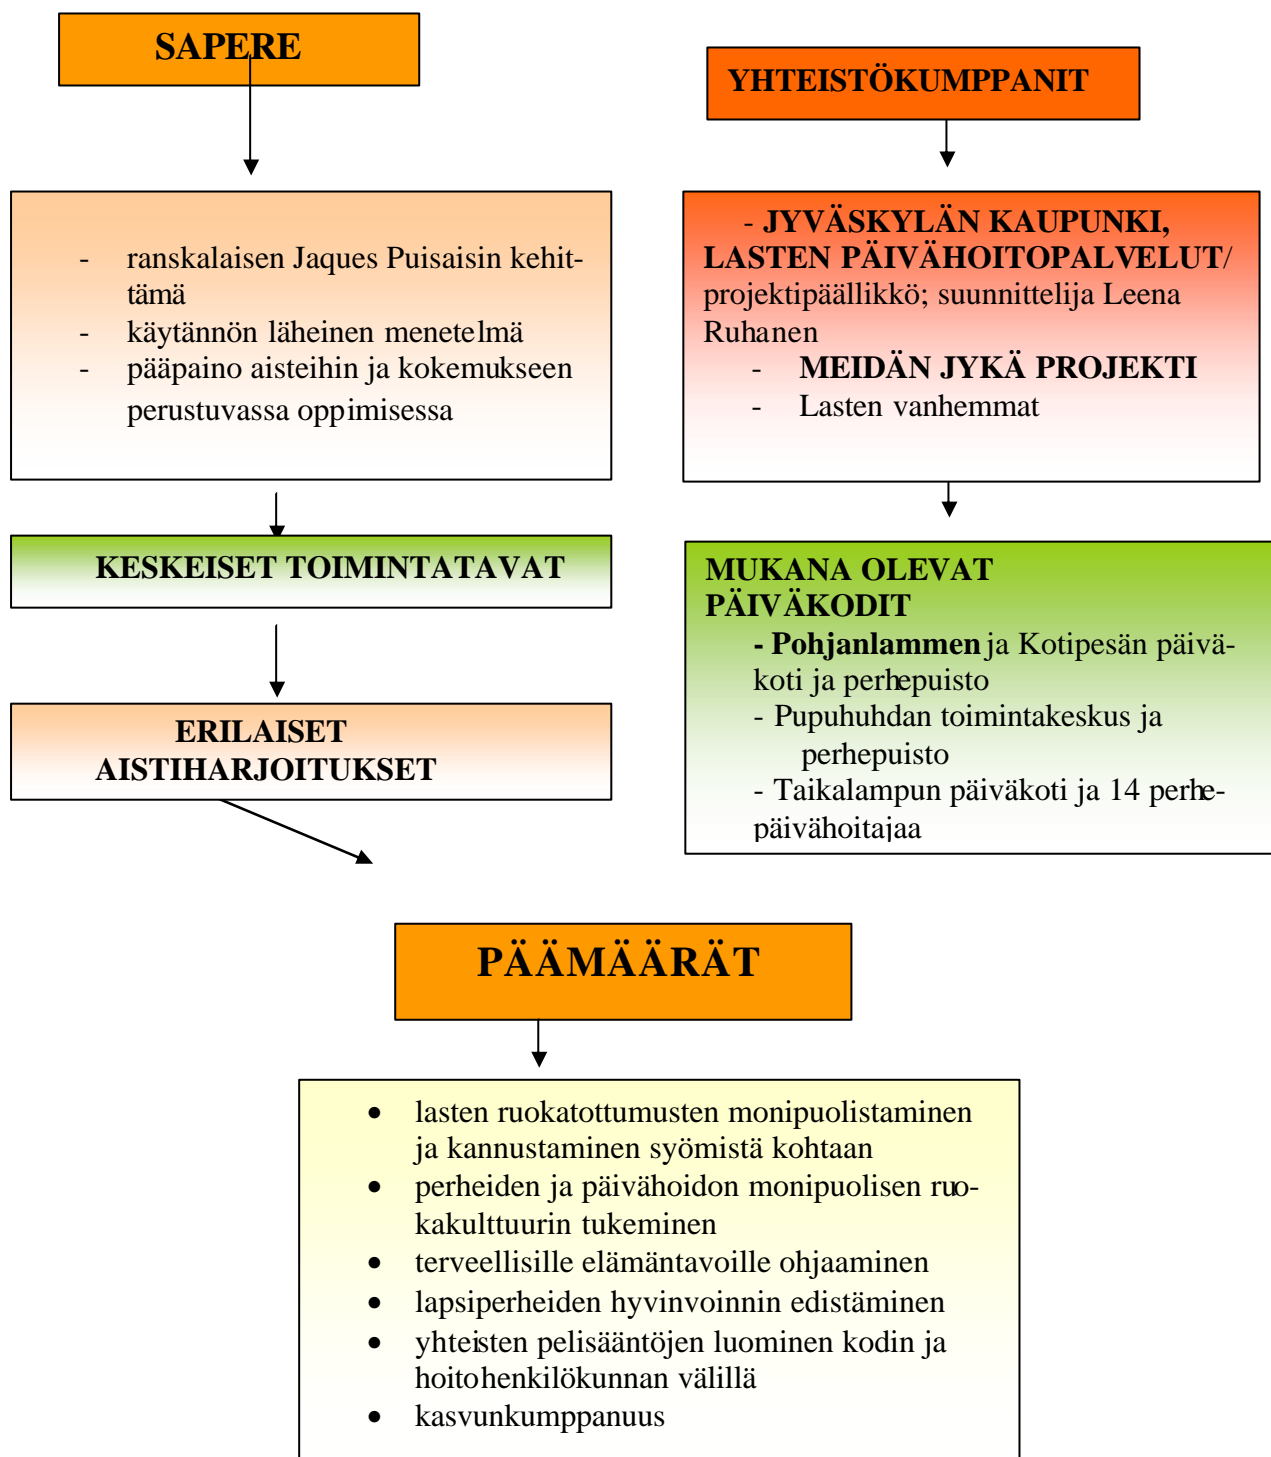 SAPERE
- ranskalaisen Jaques Puisaisin kehit-
tämä
- käytännön läheinen menetelmä
- pääpaino aisteihin ja kokemukseen
perustuvassa oppimisessa
KESKEISET TOIMINTATAVAT
ERILAISET
AISTIHARJOITUKSET
YHTEISTÖKUMPPANIT
- JYVÄSKYLÄN KAUPUNKI,
LASTEN PÄIVÄHOITOPALVELUT/
projektipäällikkö; suunnittelija Leena
Ruhanen
- MEIDÄN JYKÄ PROJEKTI
- Lasten vanhemmat
MUKANA OLEVAT
PÄIVÄKODIT
- Pohjanlammen ja Kotipesän päivä-
koti ja perhepuisto
- Pupuhuhdan toimintakeskus ja
perhepuisto
- Taikalampun päiväkoti ja 14 perhe-
päivähoitajaa
PÄÄMÄÄRÄT
• lasten ruokatottumusten monipuolistaminen
ja kannustaminen syömistä kohtaan
• perheiden ja päivähoidon monipuolisen ruo-
kakulttuurin tukeminen
• terveellisille elämäntavoille ohjaaminen
• lapsiperheiden hyvinvoinnin edistäminen
• yhteisten pelisääntöjen luominen kodin ja
hoitohenkilökunnan välillä
• kasvunkumppanuus